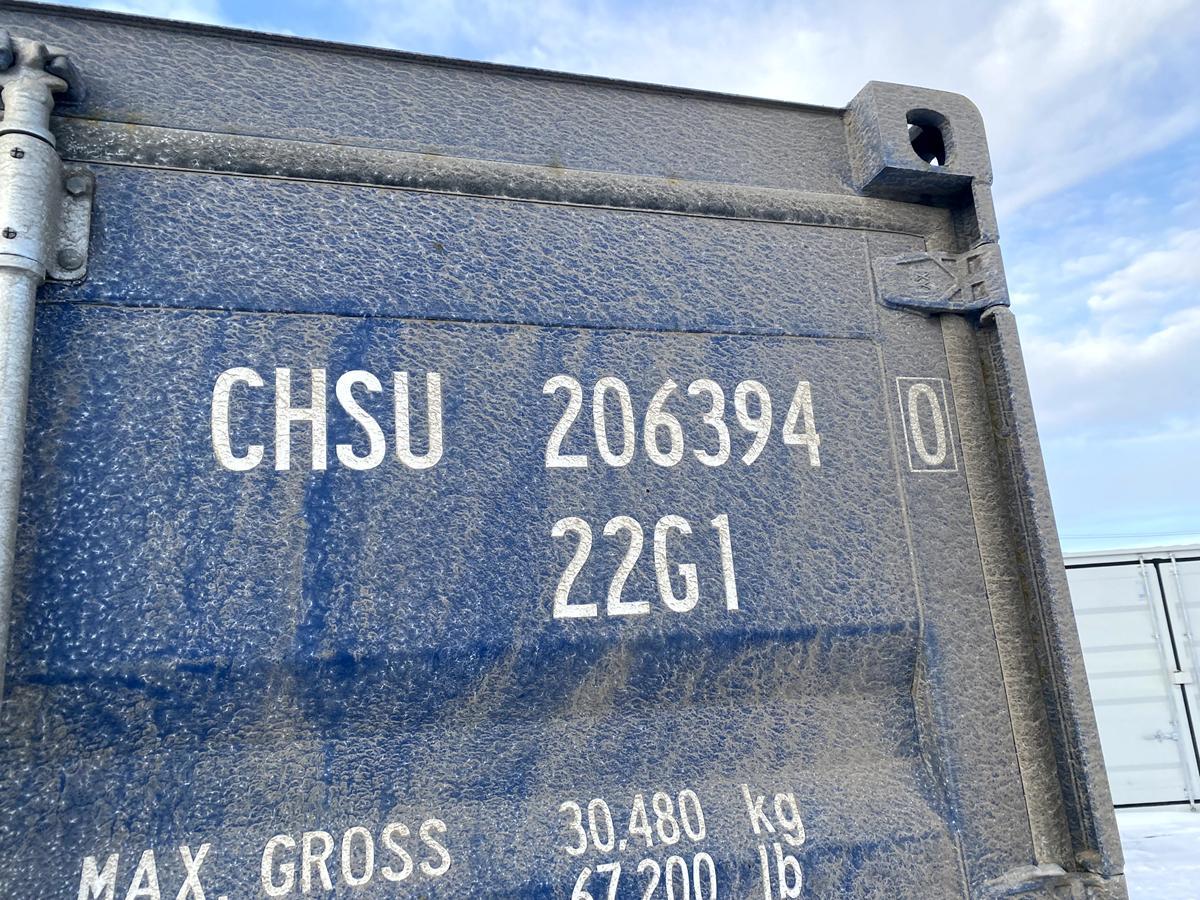 CHSU 206394 0
22G1
MAX. GROSS 30.480 kg
67.200 lb